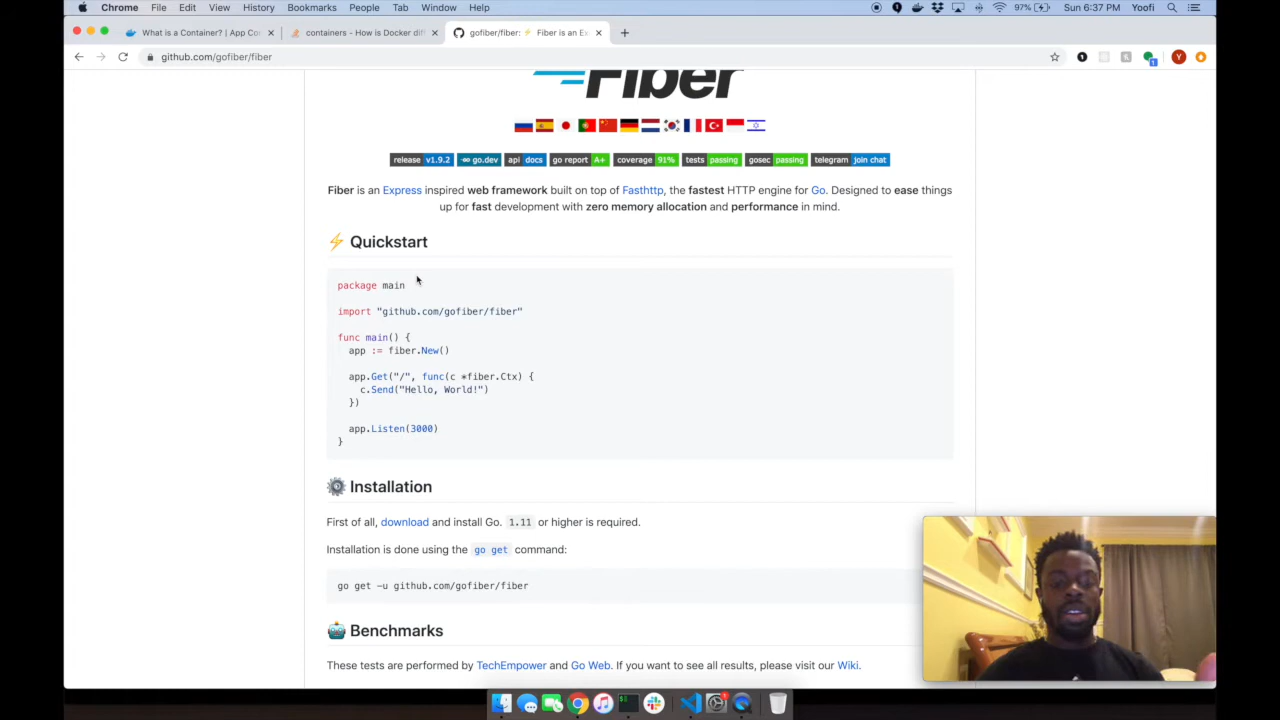 Chrome File Edit View History Bookmarks People Tab Window Help 97% Sun 6:37 PM Yoofi
What is a Container? | App Con
containers - How is Docker diff
gofiber/fiber: ⚡ Fiber is an Ex
github.com/gofiber/fiber
Fiber
release v1.9.2 go.dev api docs go report A+ coverage 91% tests passing gosec passing telegram join chat
Fiber is an Express inspired web framework built on top of Fasthttp, the fastest HTTP engine for Go. Designed to ease things
up for fast development with zero memory allocation and performance in mind.
⚡ Quickstart
package main
import "github.com/gofiber/fiber"
func main() {
app := fiber.New()
app.Get("/", func(c *fiber.Ctx) {
c.Send("Hello, World!")
})
app.Listen(3000)
}
Installation
First of all, download and install Go. 1.11 or higher is required.
Installation is done using the go get command:
go get -u github.com/gofiber/fiber
Benchmarks
These tests are performed by TechEmpower and Go Web. If you want to see all results, please visit our Wiki.